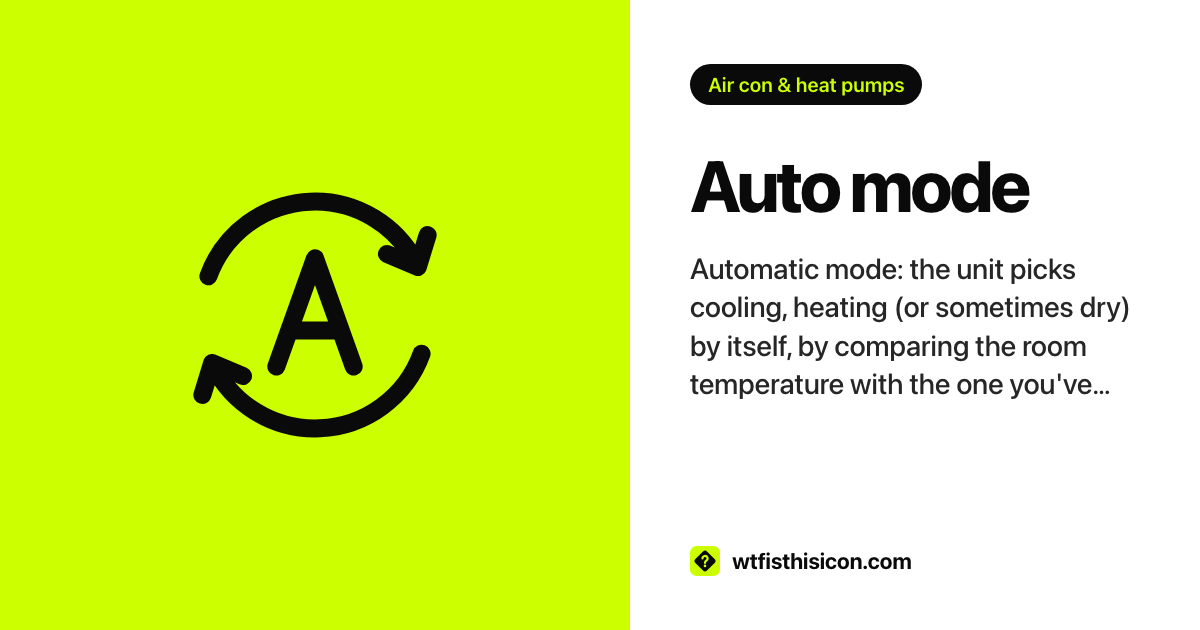 A
Air con & heat pumps
Auto mode
Automatic mode: the unit picks
cooling, heating (or sometimes dry)
by itself, by comparing the room
temperature with the one you've...
?
wtfisthisicon.com